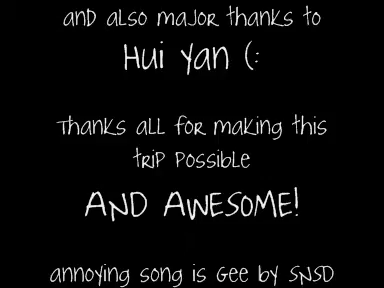 and also major thanks to
Hui Yan (:
Thanks all for making this
trip possible
AND AWESOME!
annoying song is Gee by SNSD